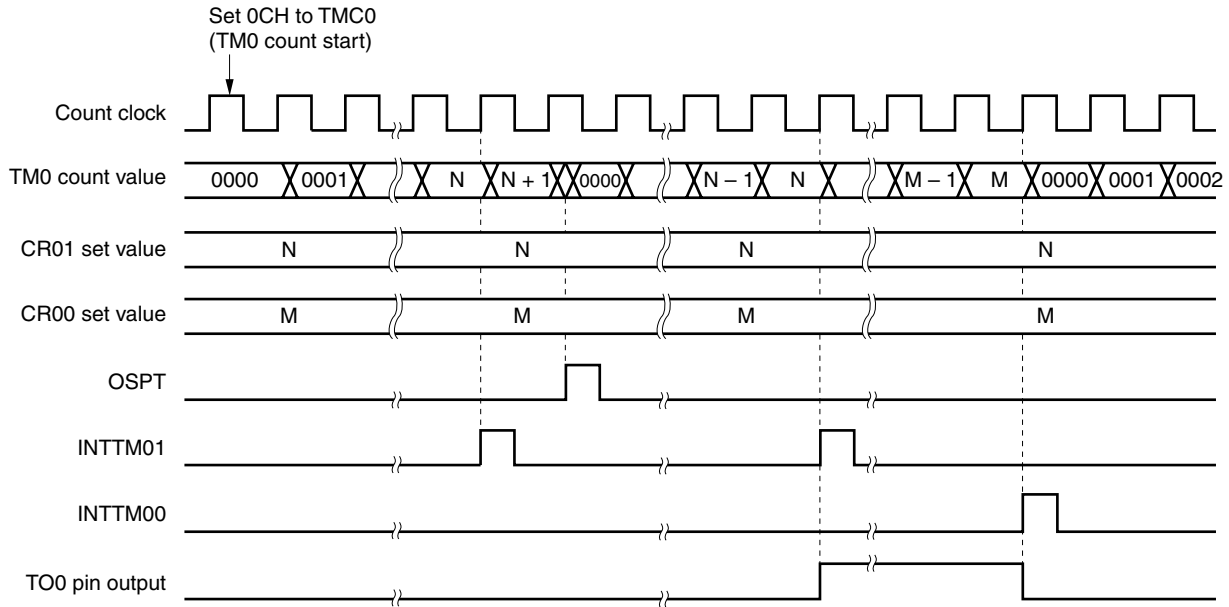 Set 0CH to TMC0
(TM0 count start)
Count clock
TM0 count value 0000 0001 N N + 1 0000 N – 1 N M – 1 M 0000 0001 0002
CR01 set value N N N N
CR00 set value M M M M
OSPT
INTTM01
INTTM00
TO0 pin output